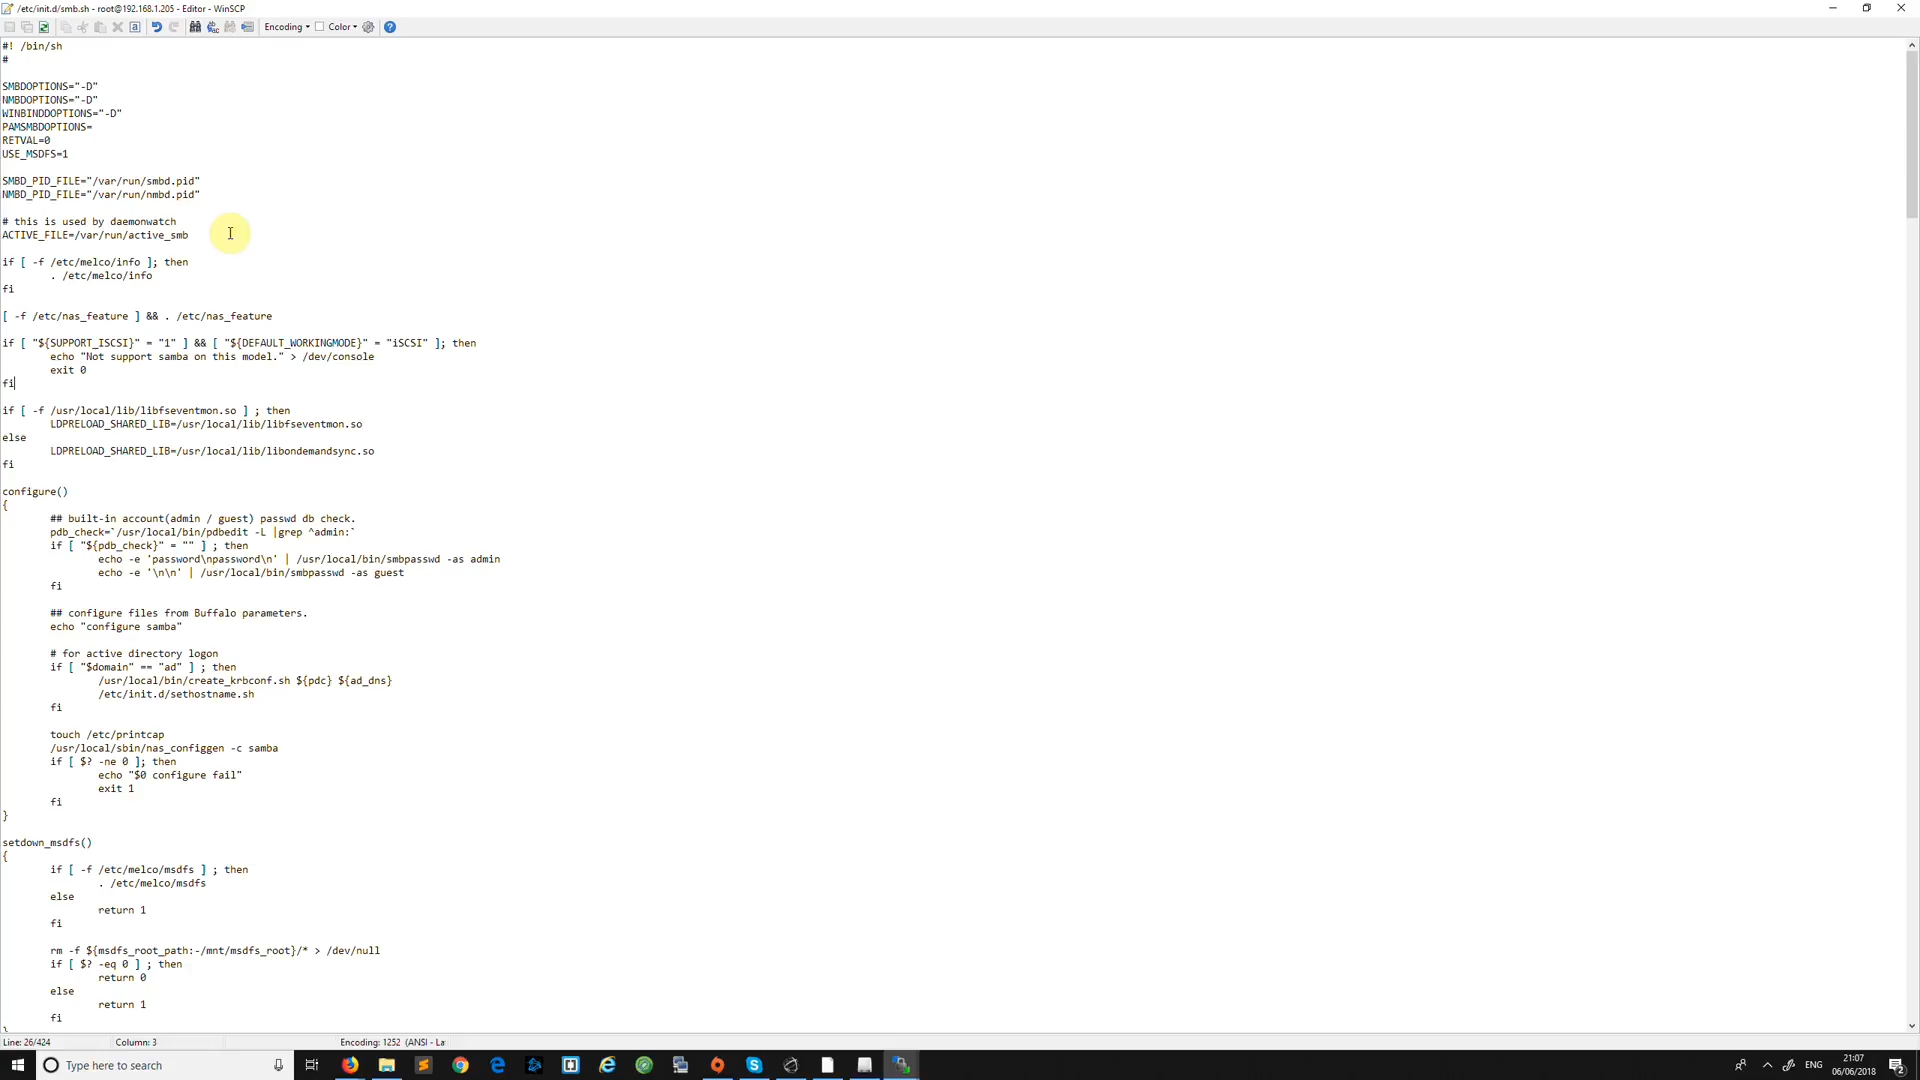 /etc/init.d/smb.sh - root@192.168.1.205 - Editor - WinSCP
Encoding Color
#! /bin/sh
#
SMBDOPTIONS="-D"
NMBDOPTIONS="-D"
WINBINDDOPTIONS="-D"
PAMSMBDOPTIONS=
RETVAL=0
USE_MSDFS=1
SMBD_PID_FILE="/var/run/smbd.pid"
NMBD_PID_FILE="/var/run/nmbd.pid"
# this is used by daemonwatch
ACTIVE_FILE=/var/run/active_smb
if [ -f /etc/melco/info ]; then
. /etc/melco/info
fi
[ -f /etc/nas_feature ] && . /etc/nas_feature
if [ "${SUPPORT_ISCSI}" = "1" ] && [ "${DEFAULT_WORKINGMODE}" = "iSCSI" ]; then
echo "Not support samba on this model." > /dev/console
exit 0
fi
if [ -f /usr/local/lib/libfseventmon.so ] ; then
LDPRELOAD_SHARED_LIB=/usr/local/lib/libfseventmon.so
else
LDPRELOAD_SHARED_LIB=/usr/local/lib/libondemandsync.so
fi
configure()
{
## built-in account(admin / guest) passwd db check.
pdb_check=`/usr/local/bin/pdbedit -L |grep ^admin:`
if [ "${pdb_check}" = "" ] ; then
echo -e 'password\npassword\n' | /usr/local/bin/smbpasswd -as admin
echo -e '\n\n' | /usr/local/bin/smbpasswd -as guest
fi
## configure files from Buffalo parameters.
echo "configure samba"
# for active directory logon
if [ "$domain" == "ad" ] ; then
/usr/local/bin/create_krbconf.sh ${pdc} ${ad_dns}
/etc/init.d/sethostname.sh
fi
touch /etc/printcap
/usr/local/sbin/nas_configgen -c samba
if [ $? -ne 0 ]; then
echo "$0 configure fail"
exit 1
fi
}
setdown_msdfs()
{
if [ -f /etc/melco/msdfs ] ; then
. /etc/melco/msdfs
else
return 1
fi
rm -f ${msdfs_root_path:-/mnt/msdfs_root}/* > /dev/null
if [ $? -eq 0 ] ; then
return 0
else
return 1
fi
}
Line: 26/424 Column: 3 Encoding: 1252 (ANSI - La
Type here to search
ENG
21:07
06/06/2018
2